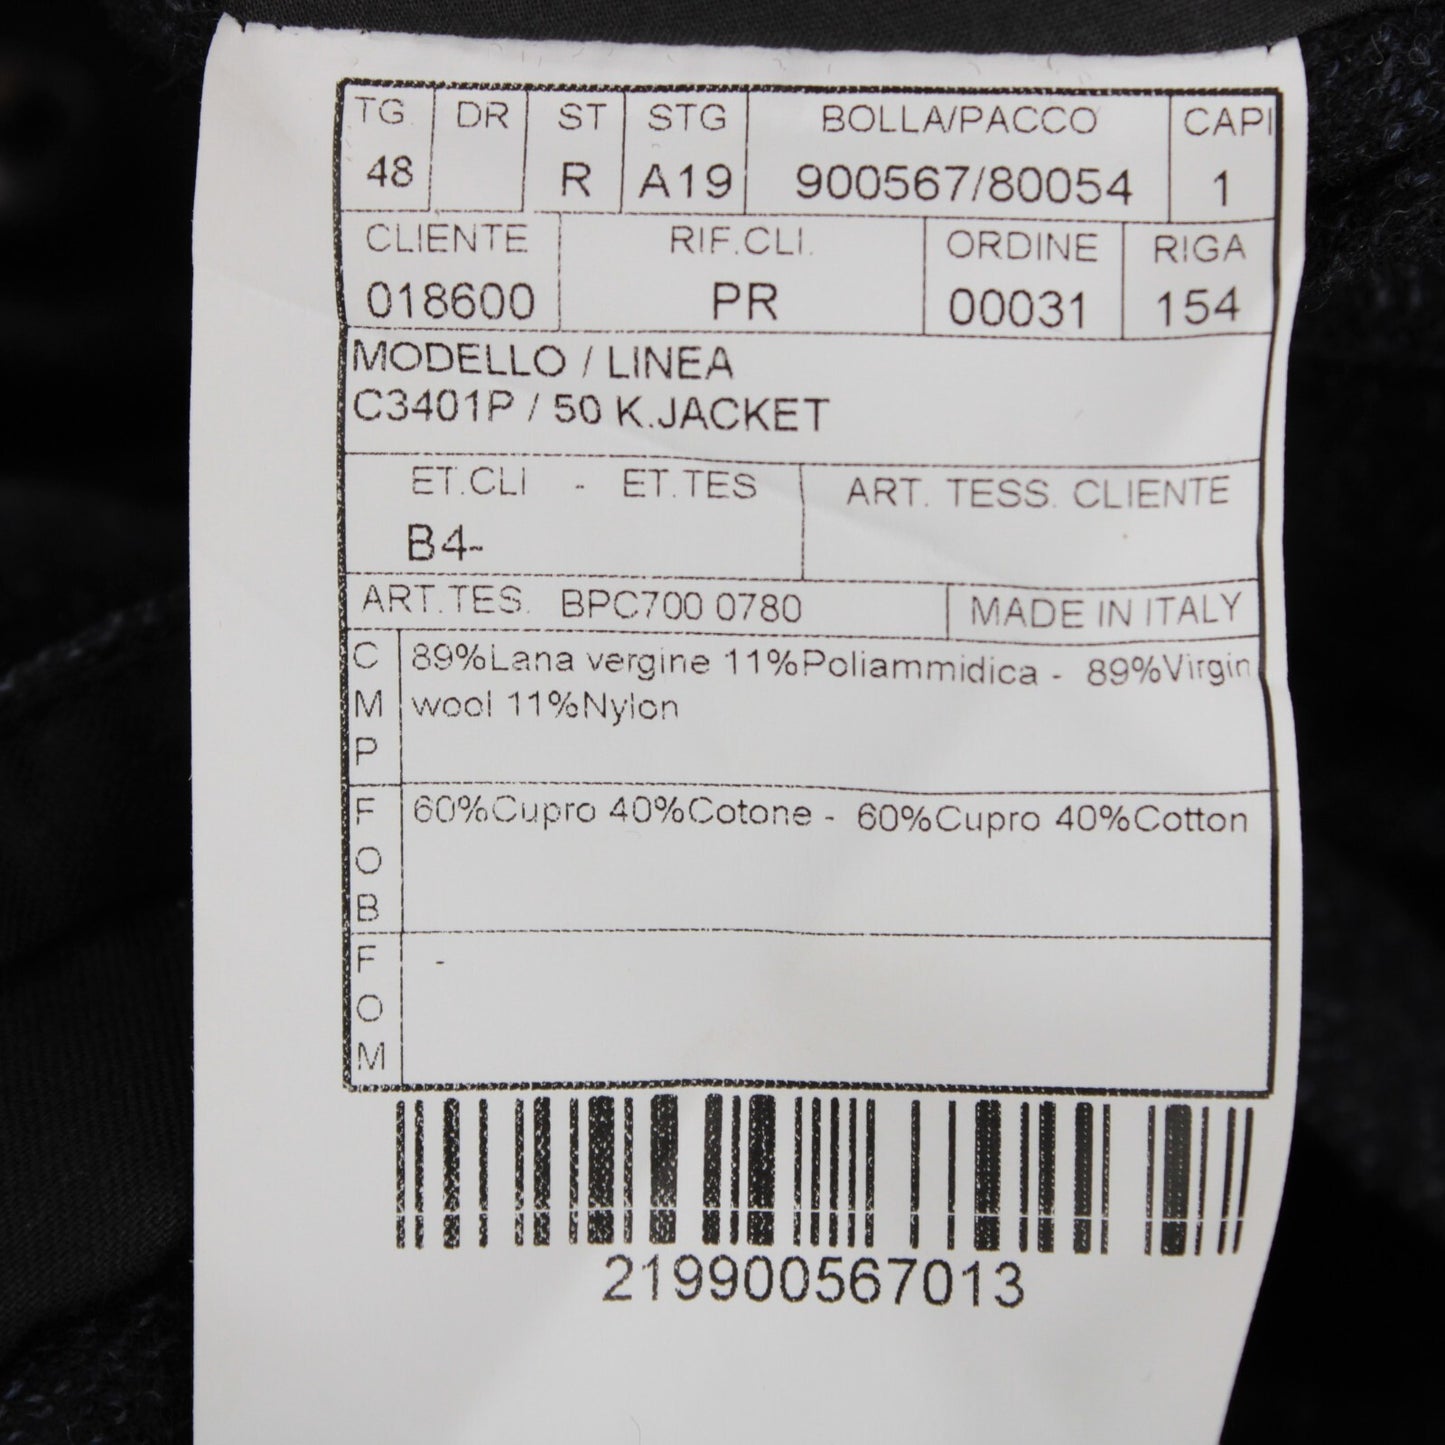 TG DR ST STG BOLLA/PACCO CAPI
48 R A19 900567/80054 1
CLIENTE RIF.CLI. ORDINE RIGA
018600 PR 00031 154
MODELLO / LINEA
C3401P / 50 K.JACKET
ET.CLI - ET.TES ART. TESS. CLIENTE
B4-
ART.TES. BPC700 0780 MADE IN ITALY
C M P
89%Lana vergine 11%Poliammidica - 89%Virgin
wool 11%Nylon
F O B
60%Cupro 40%Cotone - 60%Cupro 40%Cotton
F O M
-
219900567013